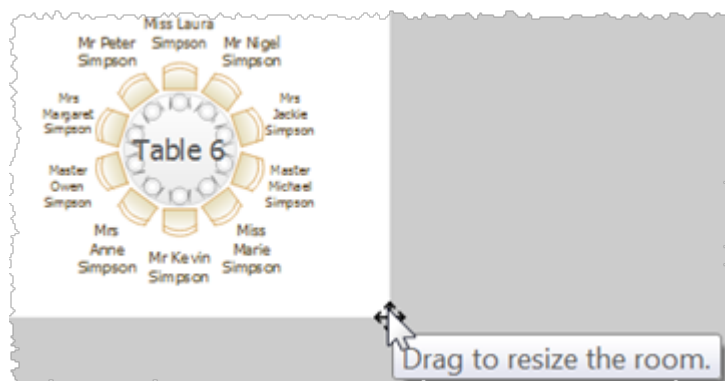 Miss Laura
Simpson
Mr Peter
Simpson
Mr Nigel
Simpson
Mrs
Margaret
Simpson
Mrs
Jackie
Simpson
Table 6
Master
Owen
Simpson
Master
Michael
Simpson
Mrs
Anne
Simpson
Mr Kevin
Simpson
Miss
Marie
Simpson
Drag to resize the room.